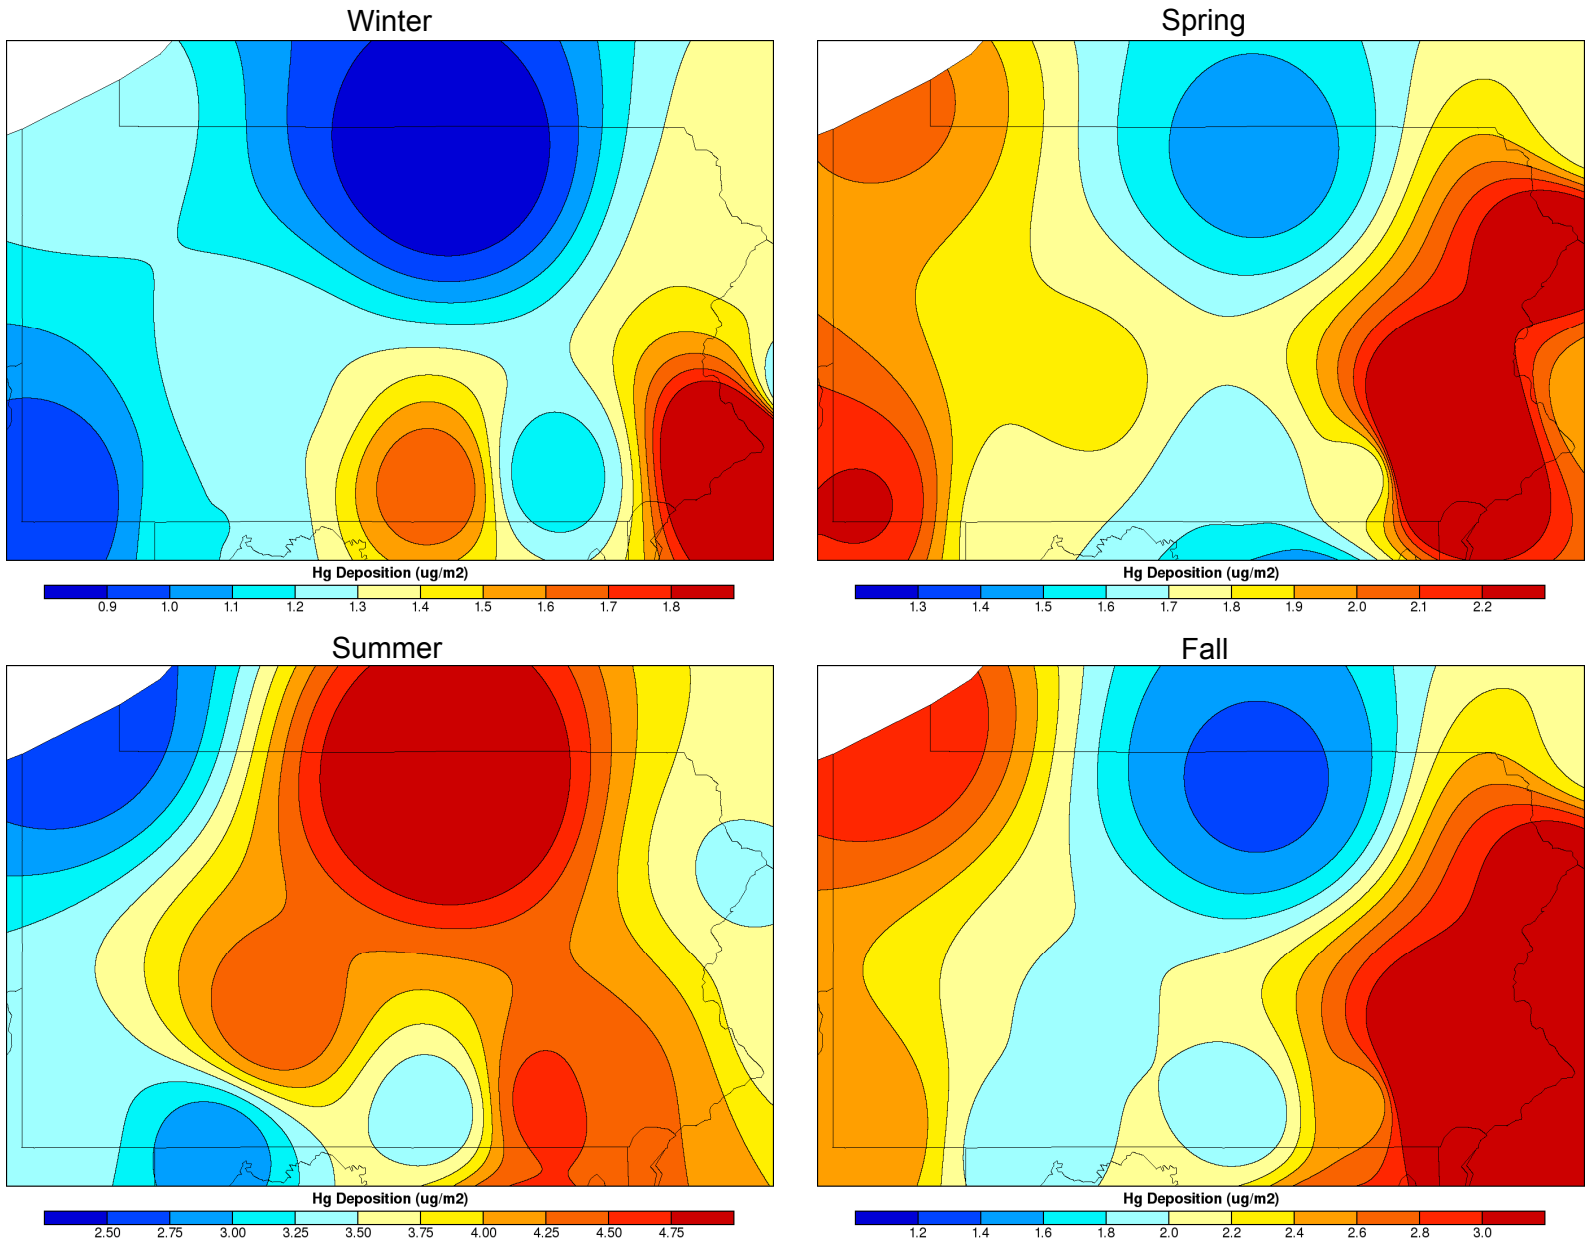 Winter
Spring
Hg Deposition (ug/m2)
0.9 1.0 1.1 1.2 1.3 1.4 1.5 1.6 1.7 1.8
Hg Deposition (ug/m2)
1.3 1.4 1.5 1.6 1.7 1.8 1.9 2.0 2.1 2.2
Summer
Fall
Hg Deposition (ug/m2)
2.50 2.75 3.00 3.25 3.50 3.75 4.00 4.25 4.50 4.75
Hg Deposition (ug/m2)
1.2 1.4 1.6 1.8 2.0 2.2 2.4 2.6 2.8 3.0